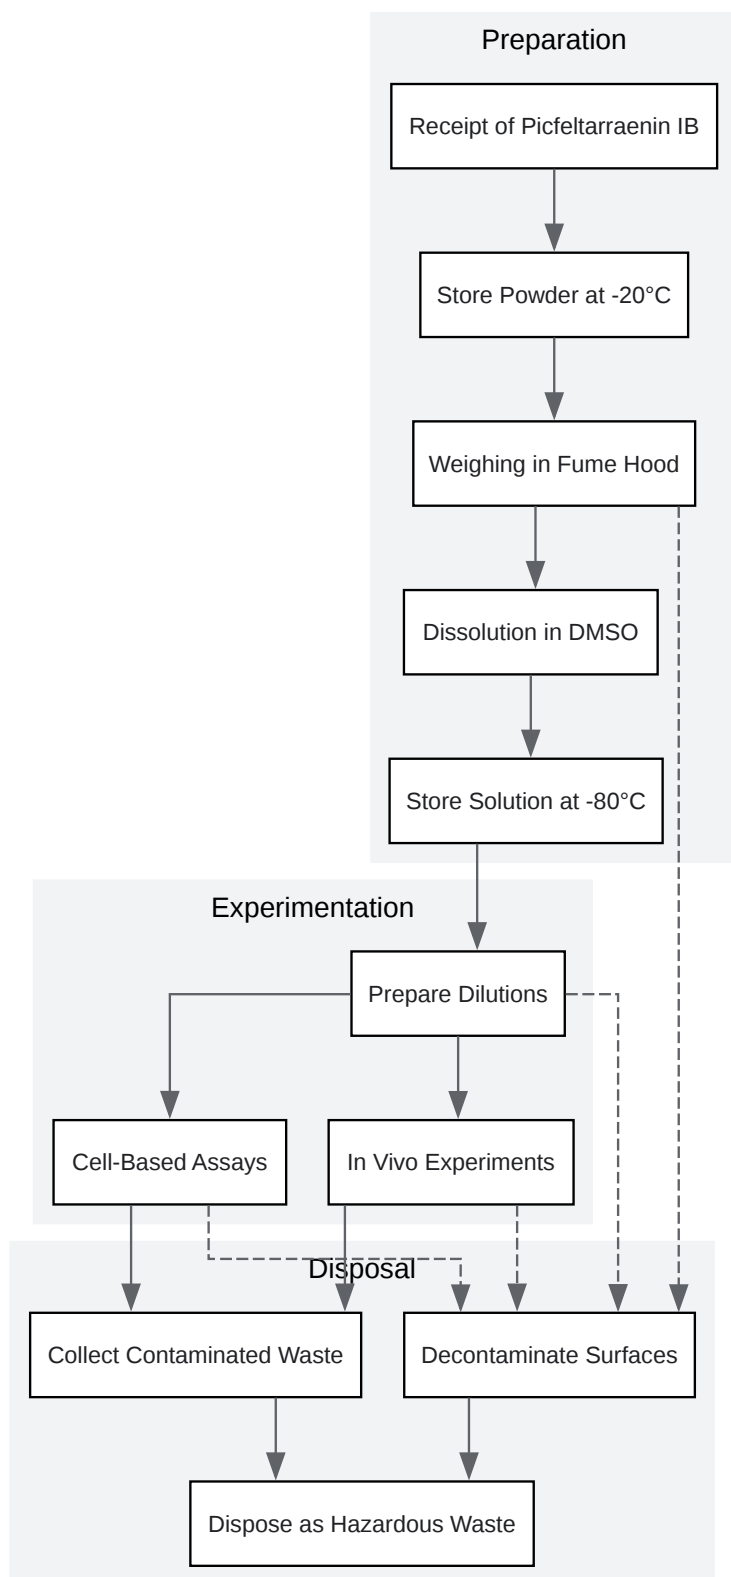 Preparation
Receipt of Picfeltarraenin IB
Store Powder at -20°C
Weighing in Fume Hood
Dissolution in DMSO
Store Solution at -80°C
Experimentation
Prepare Dilutions
Cell-Based Assays
In Vivo Experiments
Disposal
Collect Contaminated Waste
Decontaminate Surfaces
Dispose as Hazardous Waste